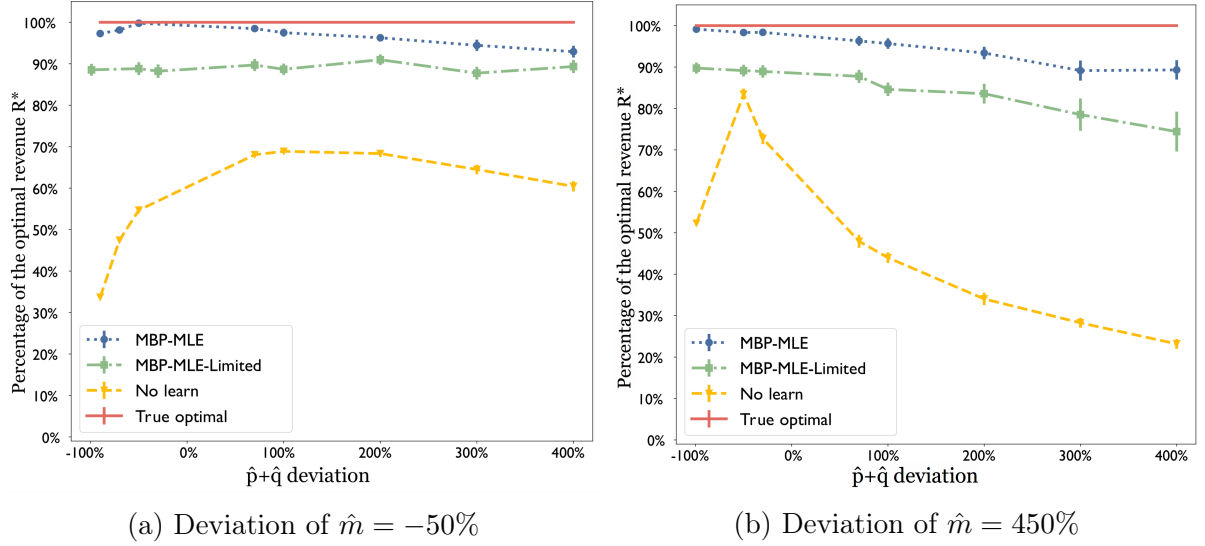 100%
90%
80%
70%
60%
50%
40%
30%
20%
10%
0%
Percentage of the optimal revenue R*
MBP-MLE
MBP-MLE-Limited
No learn
True optimal
-100% 0% 100% 200% 300% 400%
p̂+q̂ deviation
(a) Deviation of m̂ = −50%
100%
90%
80%
70%
60%
50%
40%
30%
20%
10%
0%
Percentage of the optimal revenue R*
MBP-MLE
MBP-MLE-Limited
No learn
True optimal
-100% 0% 100% 200% 300% 400%
p̂+q̂ deviation
(b) Deviation of m̂ = 450%